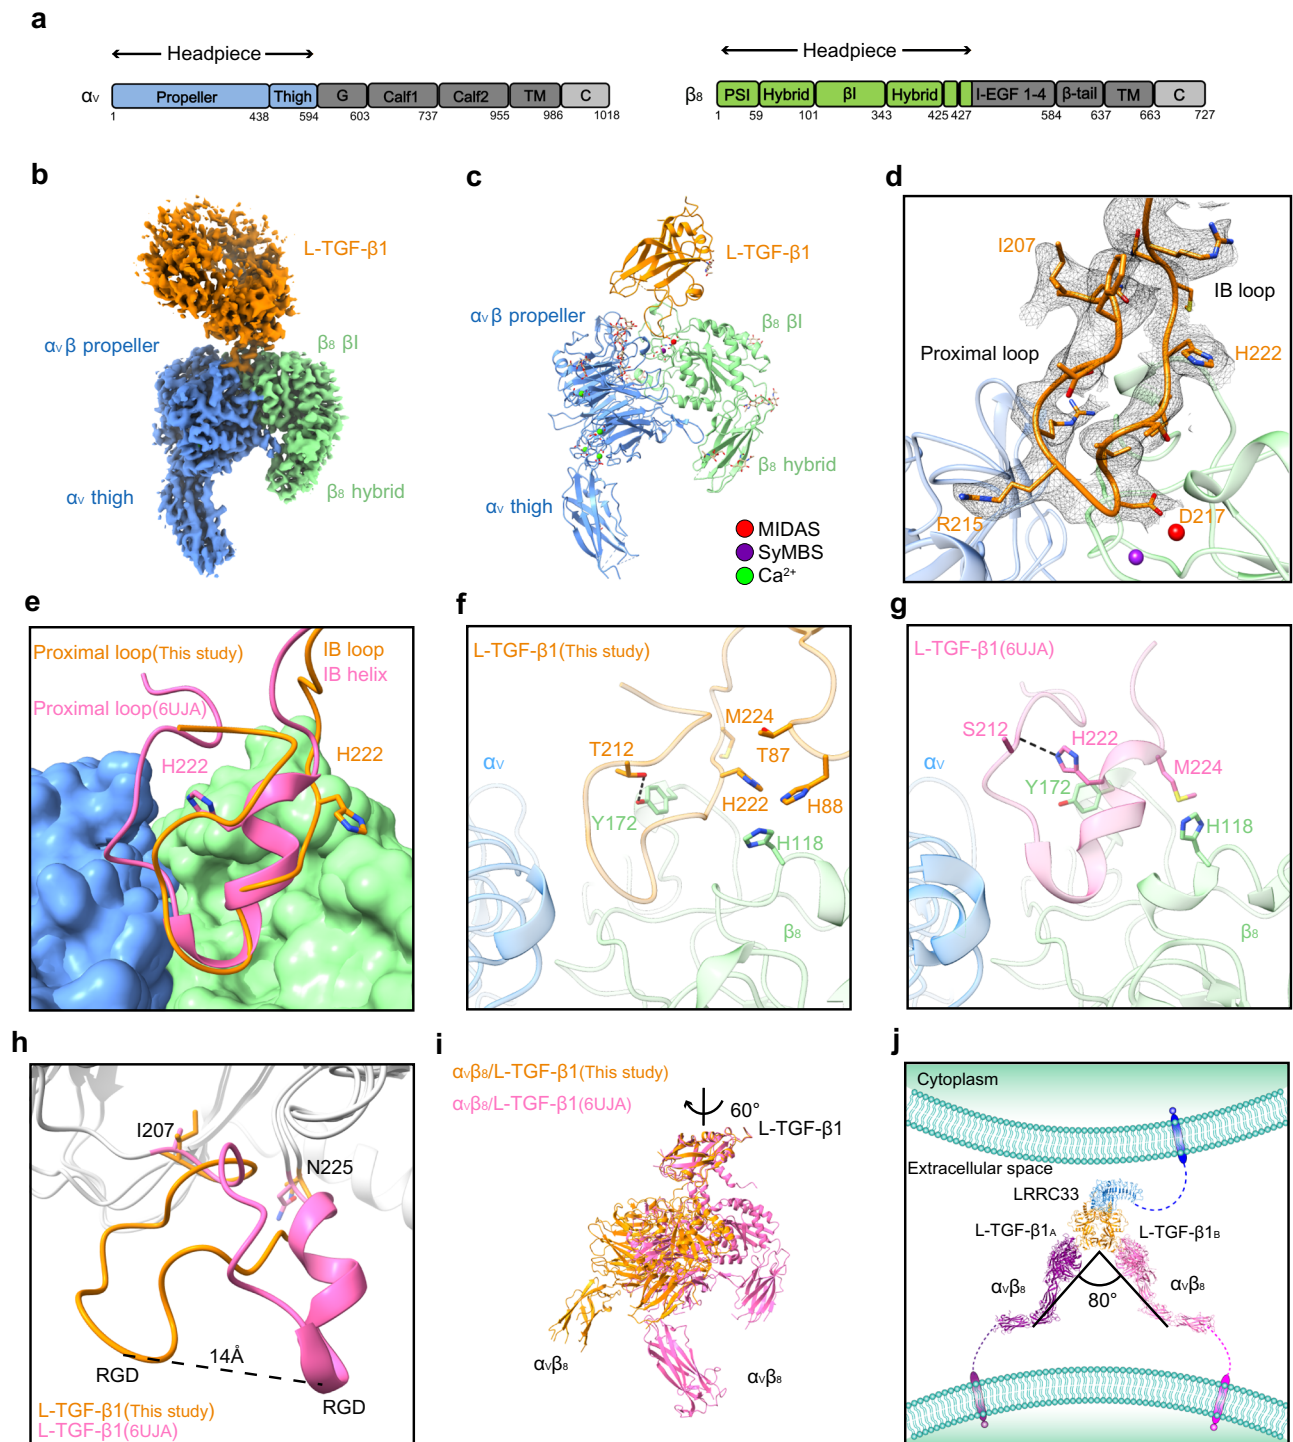 a
Headpiece
Headpiece
αv Propeller Thigh G Calf1 Calf2 TM C
1 438 594 603 737 955 986 1018
β8 PSI Hybrid βI Hybrid I-EGF 1-4 β-tail TM C
1 59 101 343 425 427 584 637 663 727
b
L-TGF-β1
αvβ propeller
β8 βI
αv thigh
β8 hybrid
c
L-TGF-β1
αvβ propeller
β8 βI
β8 hybrid
αv thigh
MIDAS
SyMBS
Ca2+
d
I207
IB loop
Proximal loop
H222
R215
D217
e
Proximal loop(This study)
IB loop
IB helix
Proximal loop(6UJA)
H222
H222
f
L-TGF-β1(This study)
M224
T212
T87
αv
Y172
H222
H88
H118
β8
g
L-TGF-β1(6UJA)
S212
H222
αv
Y172
M224
H118
β8
h
I207
N225
14Å
RGD
RGD
L-TGF-β1(This study)
L-TGF-β1(6UJA)
i
αvβ8/L-TGF-β1(This study)
αvβ8/L-TGF-β1(6UJA)
60°
L-TGF-β1
αvβ8
αvβ8
j
Cytoplasm
Extracellular space
LRRC33
L-TGF-β1A
L-TGF-β1B
αvβ8
αvβ8
80°